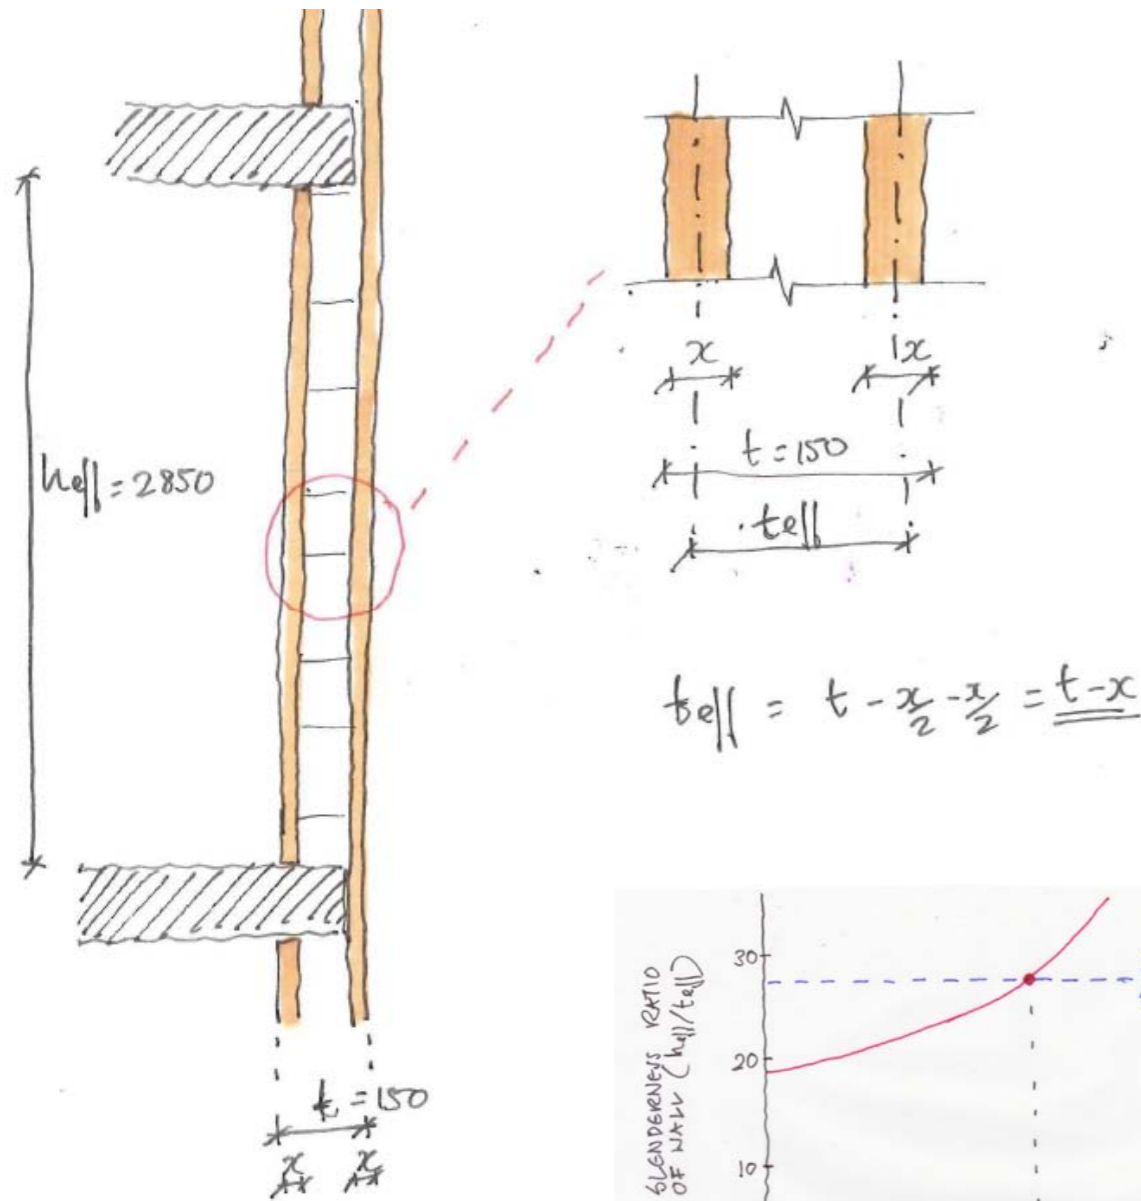 heff = 2850
t = 150
x x
x x
t = 150
teff
teff = t - x/2 - x/2 = t - x
SLENDERNESS RATIO
OF WALL (heff/teff)
30
20
10